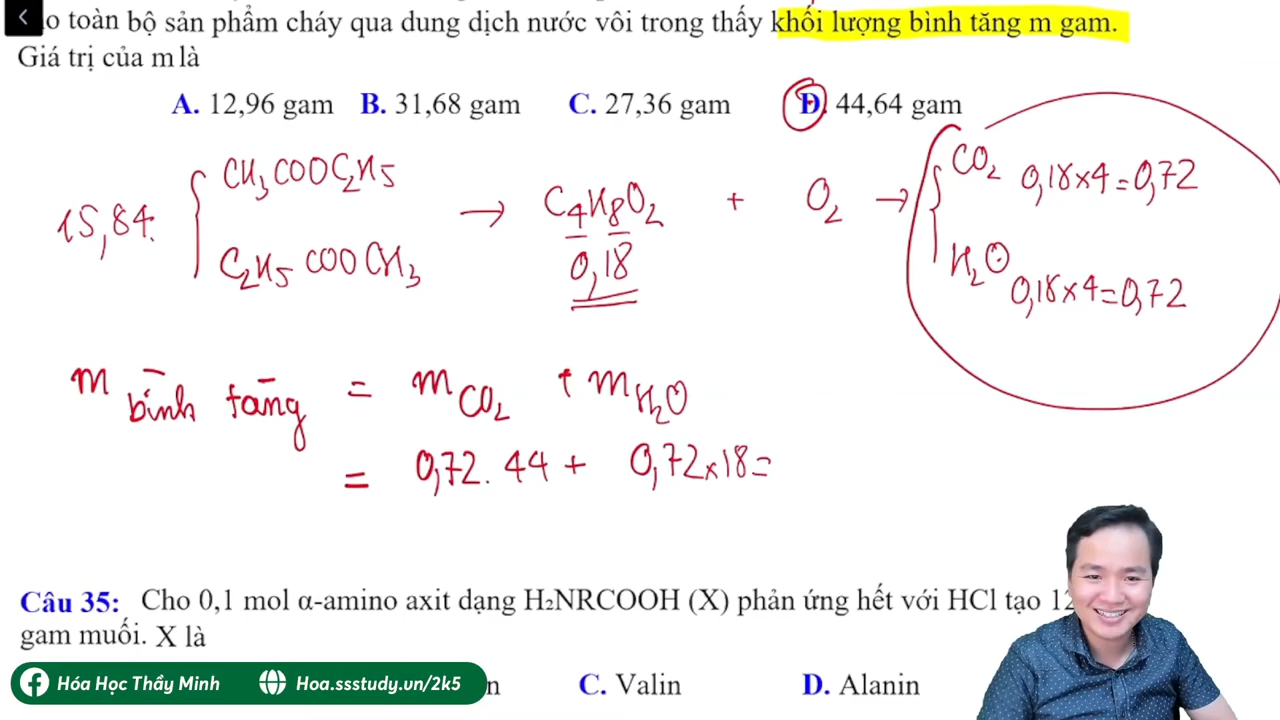 o toàn bộ sản phẩm cháy qua dung dịch nước vôi trong thấy khối lượng bình tăng m gam.
Giá trị của m là
A. 12,96 gam B. 31,68 gam C. 27,36 gam D. 44,64 gam
15,84 { CH3COOC2H5 → C4H8O2 + O2 → { CO2 0,18×4=0,72
C2H5COOCH3 0,18 H2O 0,18×4=0,72
m bình tăng = mCO2 + mH2O
= 0,72.44 + 0,72×18=
Câu 35: Cho 0,1 mol α-amino axit dạng H2NRCOOH (X) phản ứng hết với HCl tạo
gam muối. X là
n C. Valin D. Alanin
Hóa Học Thầy Minh Hoa.ssstudy.vn/2k5